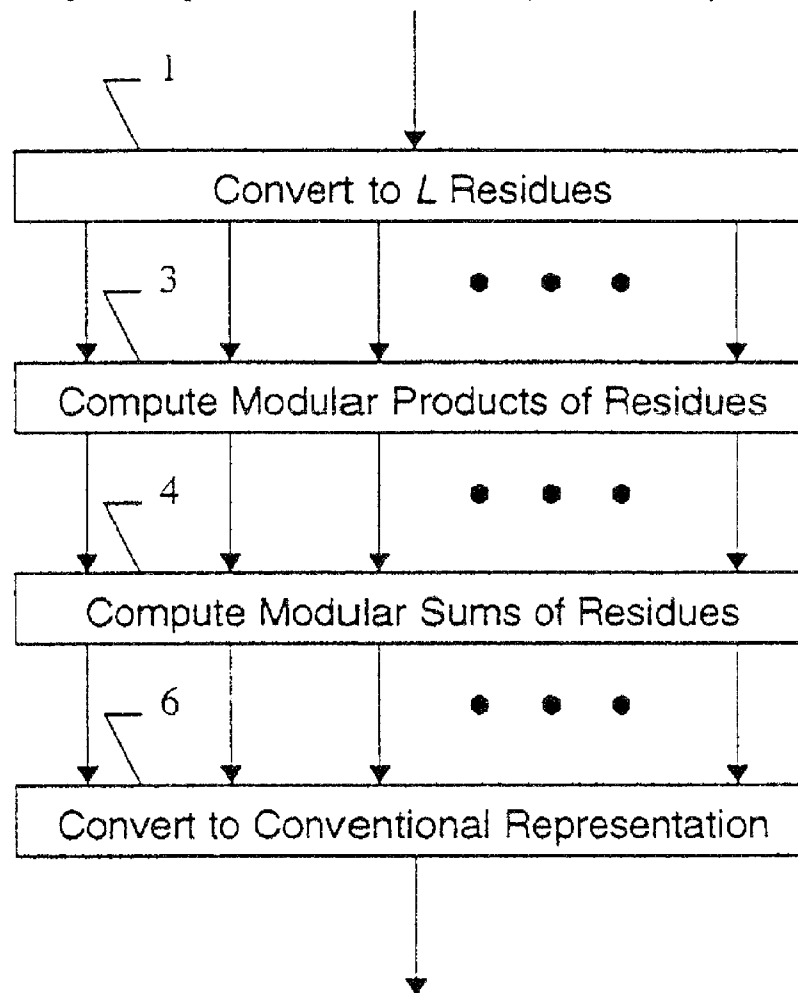 1
Convert to L Residues
3
Compute Modular Products of Residues
4
Compute Modular Sums of Residues
6
Convert to Conventional Representation